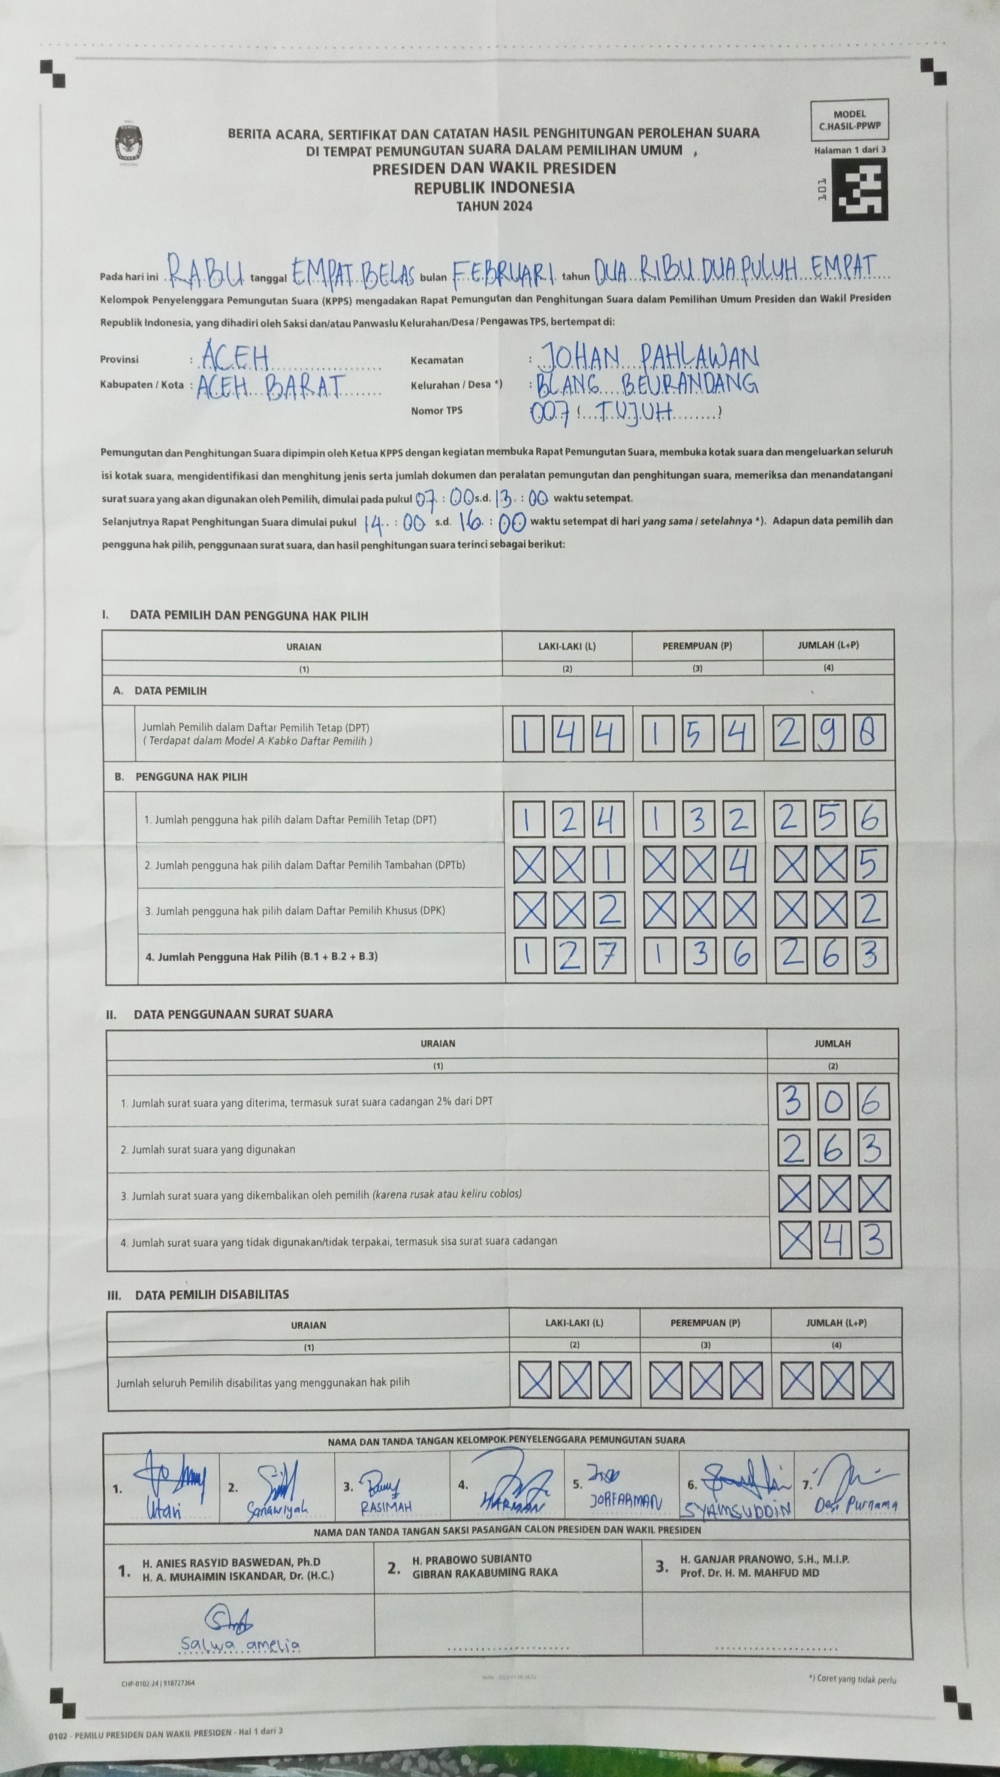 MODEL
C.HASIL-PPWP
Halaman 1 dari 3
101
BERITA ACARA, SERTIFIKAT DAN CATATAN HASIL PENGHITUNGAN PEROLEHAN SUARA
DI TEMPAT PEMUNGUTAN SUARA DALAM PEMILIHAN UMUM
PRESIDEN DAN WAKIL PRESIDEN
REPUBLIK INDONESIA
TAHUN 2024
Pada hari ini RABU tanggal EMPAT BELAS bulan FEBRUARI tahun DUA RIBU DUA PULUH EMPAT
Kelompok Penyelenggara Pemungutan Suara (KPPS) mengadakan Rapat Pemungutan dan Penghitungan Suara dalam Pemilihan Umum Presiden dan Wakil Presiden
Republik Indonesia, yang dihadiri oleh Saksi dan/atau Panwaslu Kelurahan/Desa / Pengawas TPS, bertempat di:
Provinsi : ACEH Kecamatan : JOHAN PAHLAWAN
Kabupaten / Kota : ACEH BARAT Kelurahan / Desa *) : BLANG BEURANDANG
Nomor TPS 007 ( TUJUH )
Pemungutan dan Penghitungan Suara dipimpin oleh Ketua KPPS dengan kegiatan membuka Rapat Pemungutan Suara, membuka kotak suara dan mengeluarkan seluruh
isi kotak suara, mengidentifikasi dan menghitung jenis serta jumlah dokumen dan peralatan pemungutan dan penghitungan suara, memeriksa dan menandatangani
surat suara yang akan digunakan oleh Pemilih, dimulai pada pukul 07 : 00 s.d. 13 : 00 waktu setempat.
Selanjutnya Rapat Penghitungan Suara dimulai pukul 14 : 00 s.d. 16 : 00 waktu setempat di hari yang sama / setelahnya *). Adapun data pemilih dan
pengguna hak pilih, penggunaan surat suara, dan hasil penghitungan suara terinci sebagai berikut:
I. DATA PEMILIH DAN PENGGUNA HAK PILIH
URAIAN LAKI-LAKI (L) PEREMPUAN (P) JUMLAH (L+P)
(1) (2) (3) (4)
A. DATA PEMILIH
Jumlah Pemilih dalam Daftar Pemilih Tetap (DPT)
( Terdapat dalam Model A-Kabko Daftar Pemilih ) 144 154 298
B. PENGGUNA HAK PILIH
1. Jumlah pengguna hak pilih dalam Daftar Pemilih Tetap (DPT) 124 132 256
2. Jumlah pengguna hak pilih dalam Daftar Pemilih Tambahan (DPTb) XX1 XX4 XX5
3. Jumlah pengguna hak pilih dalam Daftar Pemilih Khusus (DPK) XX2 XXX XX2
4. Jumlah Pengguna Hak Pilih (B.1 + B.2 + B.3) 127 136 263
II. DATA PENGGUNAAN SURAT SUARA
URAIAN JUMLAH
(1) (2)
1. Jumlah surat suara yang diterima, termasuk surat suara cadangan 2% dari DPT 306
2. Jumlah surat suara yang digunakan 263
3. Jumlah surat suara yang dikembalikan oleh pemilih (karena rusak atau keliru coblos) XXX
4. Jumlah surat suara yang tidak digunakan/tidak terpakai, termasuk sisa surat suara cadangan X43
III. DATA PEMILIH DISABILITAS
URAIAN LAKI-LAKI (L) PEREMPUAN (P) JUMLAH (L+P)
(1) (2) (3) (4)
Jumlah seluruh Pemilih disabilitas yang menggunakan hak pilih XXX XXX XXX
NAMA DAN TANDA TANGAN KELOMPOK PENYELENGGARA PEMUNGUTAN SUARA
1. Utari 2. Sanawiyah 3. RASIMAH 4. HARMAN 5. JORFARMAN 6. SYAMSUDDIN 7. Desi Purnama
NAMA DAN TANDA TANGAN SAKSI PASANGAN CALON PRESIDEN DAN WAKIL PRESIDEN
1. H. ANIES RASYID BASWEDAN, Ph.D
H. A. MUHAIMIN ISKANDAR, Dr. (H.C.)
2. H. PRABOWO SUBIANTO
GIBRAN RAKABUMING RAKA
3. H. GANJAR PRANOWO, S.H., M.I.P.
Prof. Dr. H. M. MAHFUD MD
Salwa amelia
CHF-0102-24 | 918727364
*) Coret yang tidak perlu
0102 - PEMILU PRESIDEN DAN WAKIL PRESIDEN - Hal 1 dari 3